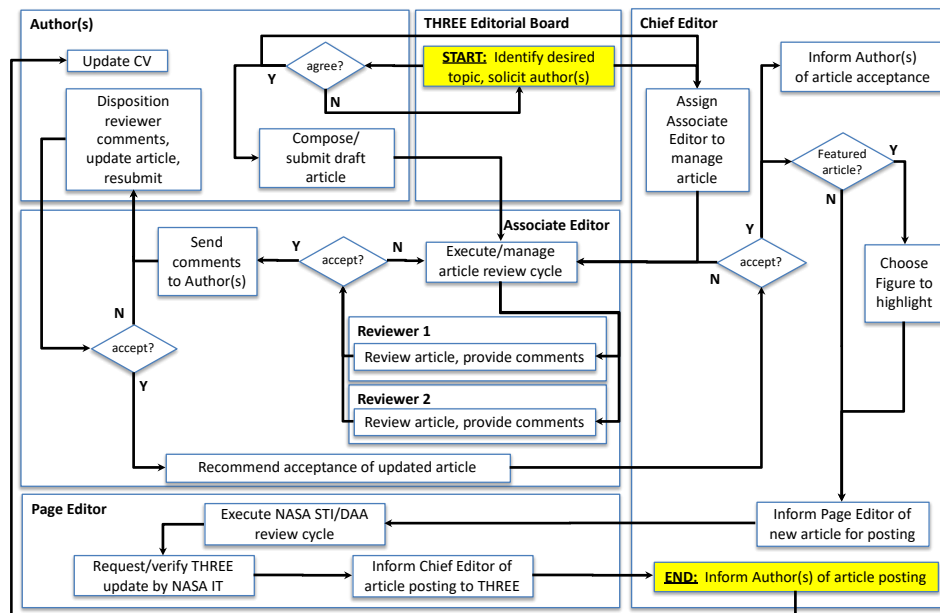 Author(s)
THREE Editorial Board
Chief Editor
Update CV
agree?
Y
N
START: Identify desired
topic, solicit author(s)
Inform Author(s)
of article acceptance
Disposition
reviewer
comments,
update article,
resubmit
Compose/
submit draft
article
Assign
Associate
Editor to
manage
article
Featured
article?
Y
N
Associate Editor
Send
comments
to Author(s)
Y
accept?
N
Execute/manage
article review cycle
Y
accept?
N
Choose
Figure to
highlight
N
accept?
Y
Reviewer 1
Review article, provide comments
Reviewer 2
Review article, provide comments
Recommend acceptance of updated article
Page Editor
Execute NASA STI/DAA
review cycle
Inform Page Editor of
new article for posting
Request/verify THREE
update by NASA IT
Inform Chief Editor of
article posting to THREE
END: Inform Author(s) of article posting